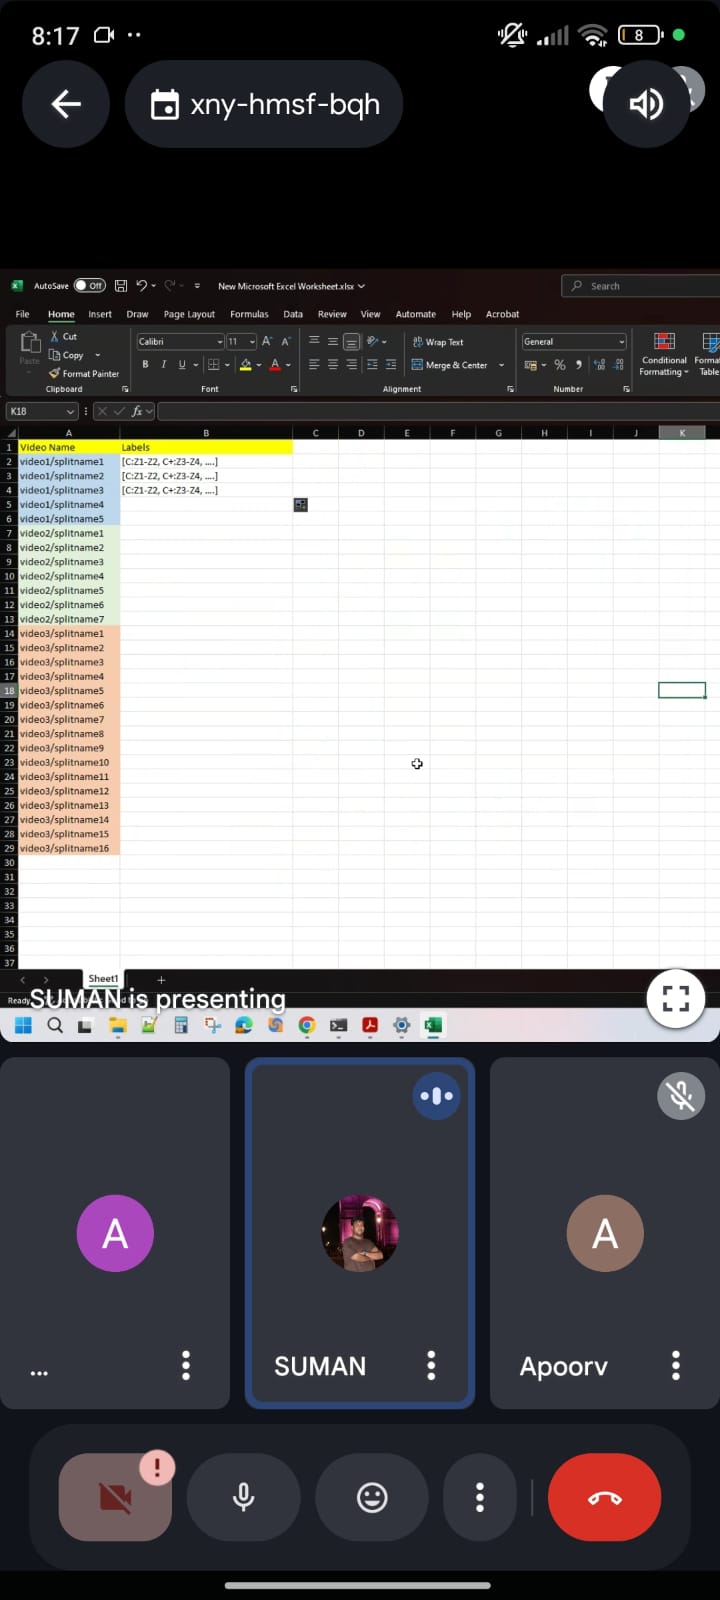 8:17
8
xny-hmsf-bqh
AutoSave Off New Microsoft Excel Worksheet.xlsx Search
File Home Insert Draw Page Layout Formulas Data Review View Automate Help Acrobat
Paste Cut Copy Format Painter
Calibri 11 A A B I U A
Wrap Text Merge & Center
General % ,
Conditional Formatting
Format Table
Clipboard Font Alignment Number
K18 fx
A B C D E F G H I J K
1 Video Name Labels
2 video1/splitname1 [C:Z1-Z2, C+:Z3-Z4, ....]
3 video1/splitname2 [C:Z1-Z2, C+:Z3-Z4, ....]
4 video1/splitname3 [C:Z1-Z2, C+:Z3-Z4, ....]
5 video1/splitname4
6 video1/splitname5
7 video2/splitname1
8 video2/splitname2
9 video2/splitname3
10 video2/splitname4
11 video2/splitname5
12 video2/splitname6
13 video2/splitname7
14 video3/splitname1
15 video3/splitname2
16 video3/splitname3
17 video3/splitname4
18 video3/splitname5
19 video3/splitname6
20 video3/splitname7
21 video3/splitname8
22 video3/splitname9
23 video3/splitname10
24 video3/splitname11
25 video3/splitname12
26 video3/splitname13
27 video3/splitname14
28 video3/splitname15
29 video3/splitname16
30
31
32
33
34
35
36
37
Sheet1
Ready
SUMAN is presenting
A
A
...
SUMAN
Apoorv
!